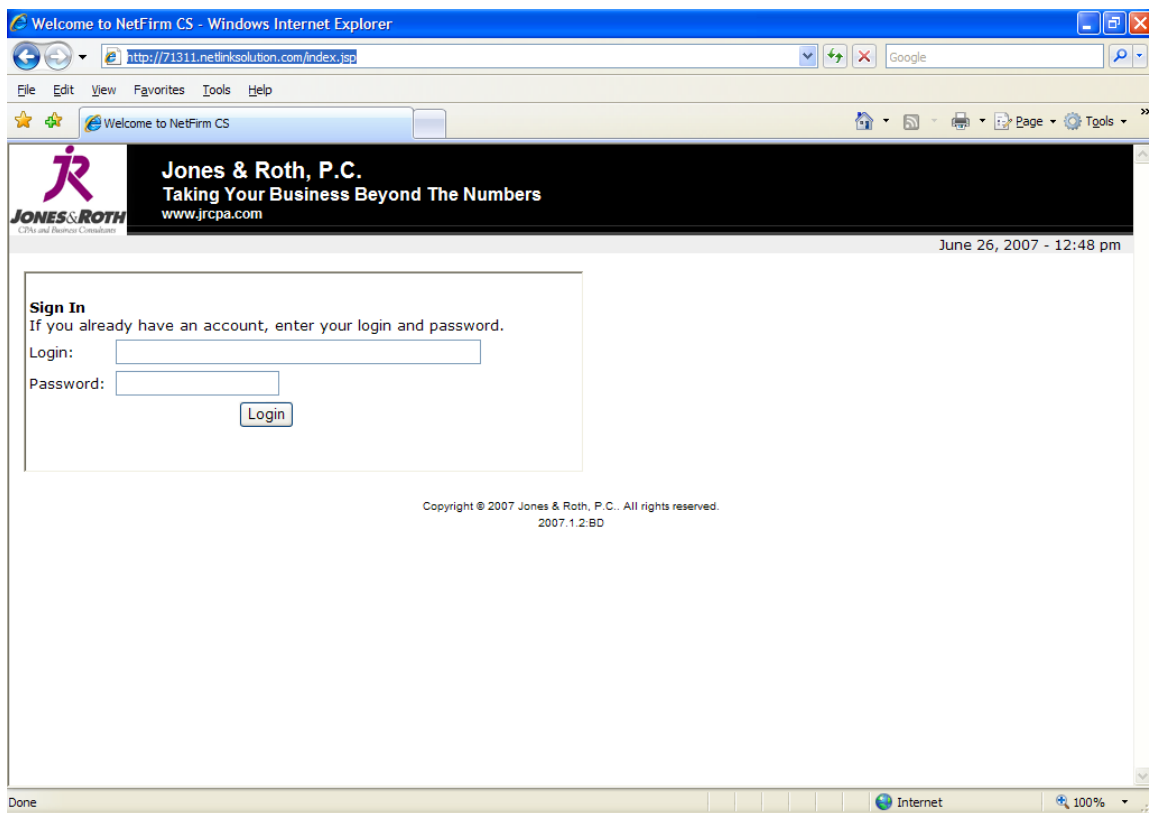 Welcome to NetFirm CS - Windows Internet Explorer
http://71311.netlinksolution.com/index.jsp
Google
File Edit View Favorites Tools Help
Welcome to NetFirm CS
Page Tools »
JR
JONES&ROTH
CPAs and Business Consultants
Jones & Roth, P.C.
Taking Your Business Beyond The Numbers
www.jrcpa.com
June 26, 2007 - 12:48 pm
Sign In
If you already have an account, enter your login and password.
Login:
Password:
Login
Copyright © 2007 Jones & Roth, P.C.. All rights reserved.
2007.1.2:BD
Done Internet 100%